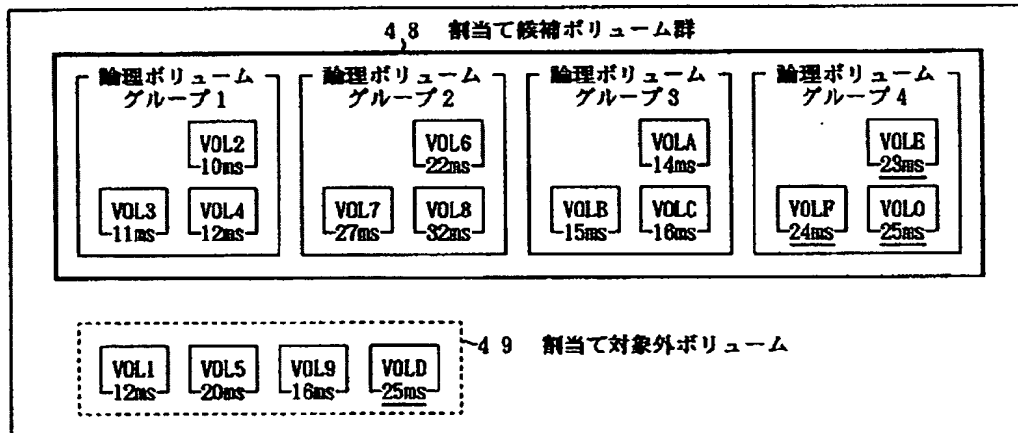 48 割当て候補ボリューム群
論理ボリューム
グループ1
VOL2
10ms
VOL3
11ms
VOL4
12ms
論理ボリューム
グループ2
VOL6
22ms
VOL7
27ms
VOL8
32ms
論理ボリューム
グループ3
VOLA
14ms
VOLB
15ms
VOLC
16ms
論理ボリューム
グループ4
VOLE
23ms
VOLF
24ms
VOLO
25ms
49 割当て対象外ボリューム
VOL1
12ms
VOL5
20ms
VOL9
16ms
VOLD
25ms